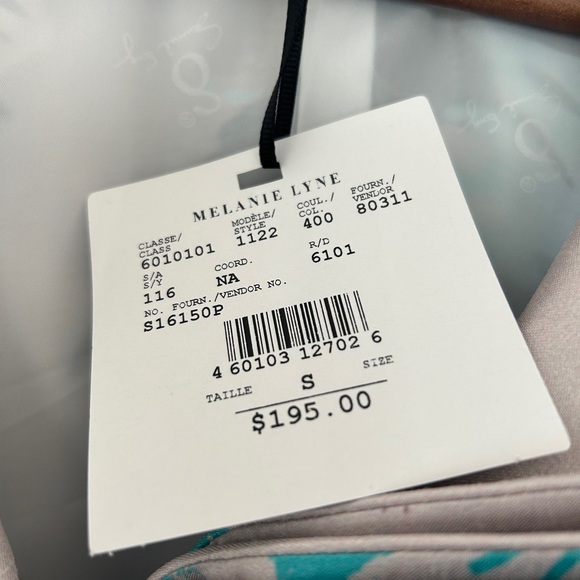 MELANIE LYNE
CLASSE/ MODÈLE/ COUL./ FOURN./
CLASS STYLE COL. VENDOR
6010101 1122 400 80311
S/A COORD. R/D
S/Y
116 NA 6101
NO. FOURN./VENDOR NO.
S16150P
4 60103 12702 6
TAILLE S SIZE
$195.00